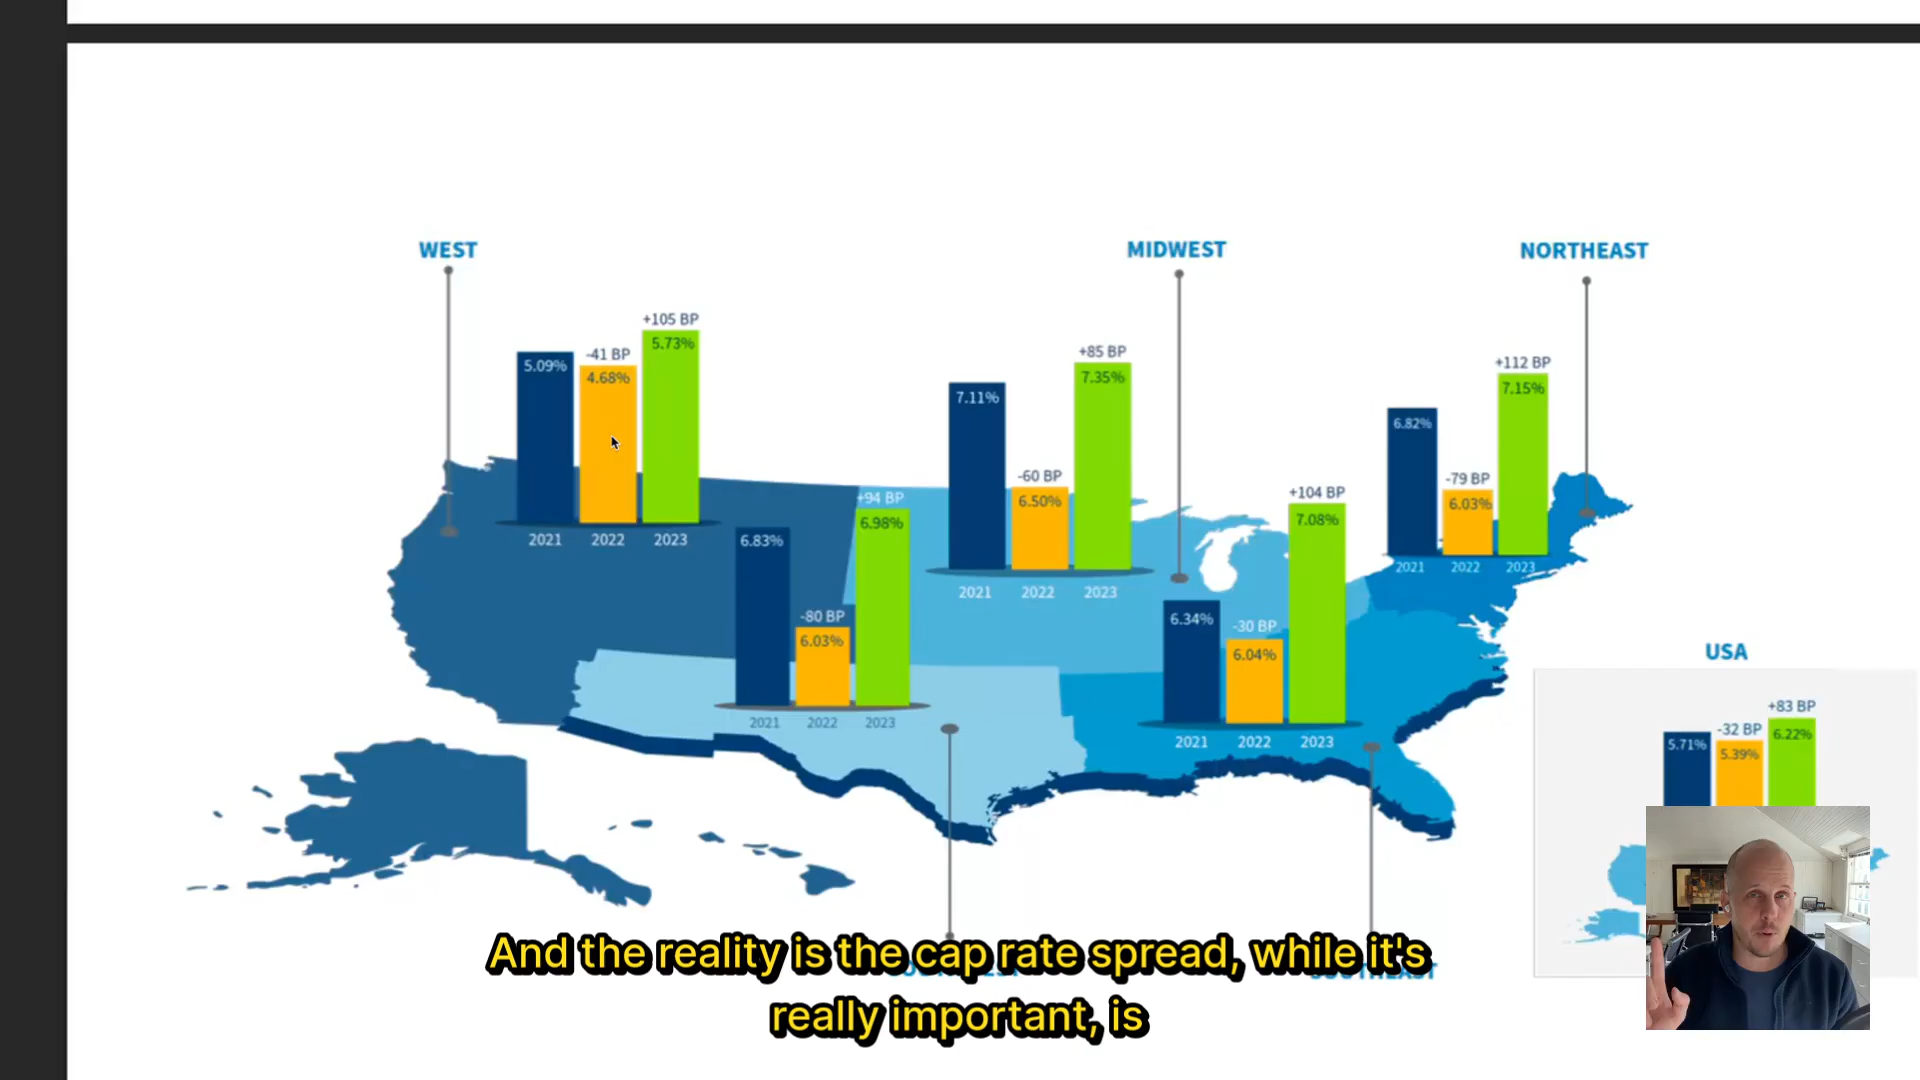 WEST
MIDWEST
NORTHEAST
+105 BP
5.73%
-41 BP
5.09%
4.68%
2021 2022 2023
+85 BP
7.35%
7.11%
-60 BP
6.50%
2021 2022 2023
+112 BP
7.15%
6.82%
-79 BP
6.03%
2021 2022 2023
+94 BP
6.98%
6.83%
-80 BP
6.03%
2021 2022 2023
+104 BP
7.08%
6.34%
-30 BP
6.04%
2021 2022 2023
USA
+83 BP
-32 BP
6.22%
5.71%
5.39%
And the reality is the cap rate spread, while it's
really important, is